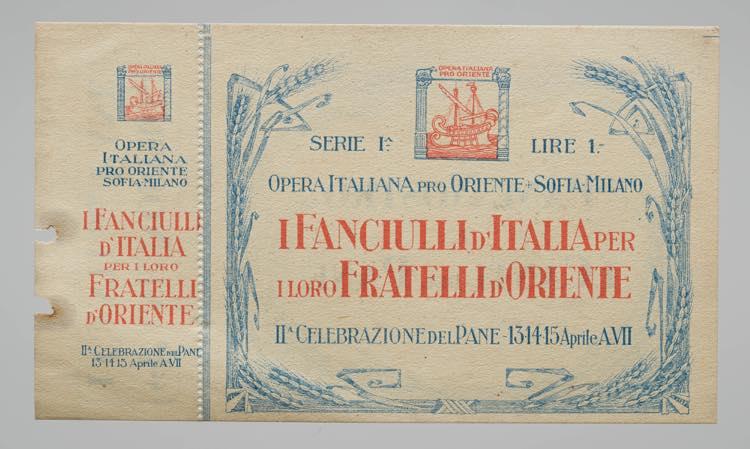 OPERA ITALIANA
PRO ORIENTE
OPERA
ITALIANA
PRO ORIENTE
SOFIA-MILANO
I FANCIULLI
D'ITALIA
PER I LORO
FRATELLI
D'ORIENTE
IIA CELEBRAZIONE DEL PANE
13-14-15 Aprile A.VII
OPERA ITALIANA
PRO ORIENTE
SERIE IA LIRE 1.-
OPERA ITALIANA PRO ORIENTE + SOFIA-MILANO
I FANCIULLI D'ITALIA PER
I LORO FRATELLI D'ORIENTE
IIA CELEBRAZIONE DEL PANE - 13-14-15 Aprile A.VII